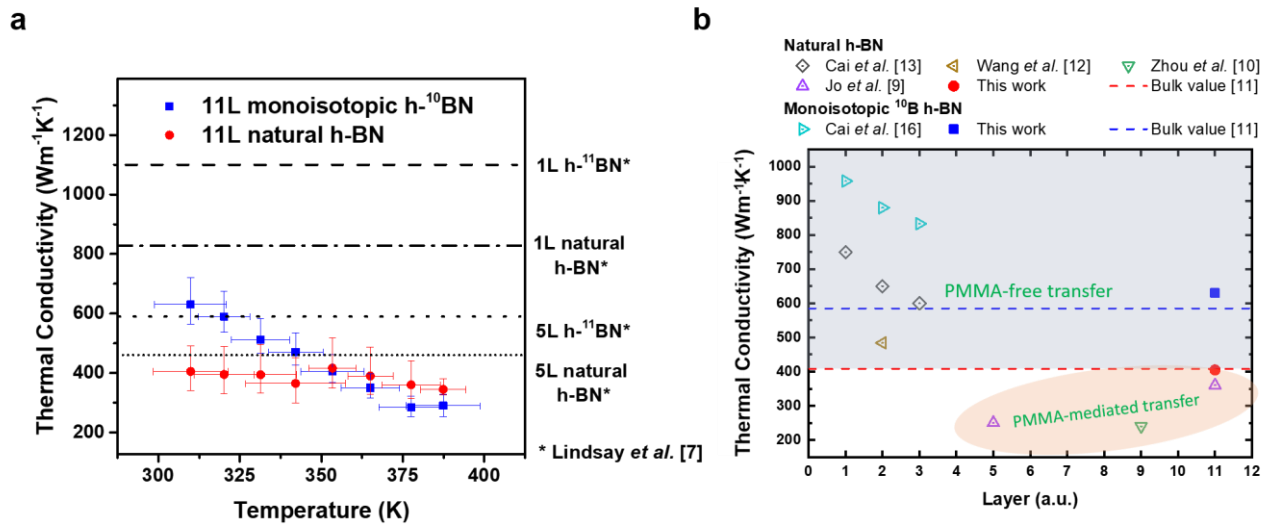 a
Thermal Conductivity (Wm⁻¹K⁻¹)
1200
1000
800
600
400
200
11L monoisotopic h-¹⁰BN
11L natural h-BN
1L h-¹¹BN*
1L natural
h-BN*
5L h-¹¹BN*
5L natural
h-BN*
* Lindsay et al. [7]
300 325 350 375 400
Temperature (K)
b
Natural h-BN
Cai et al. [13] Wang et al. [12] Zhou et al. [10]
Jo et al. [9] This work Bulk value [11]
Monoisotopic ¹⁰B h-BN
Cai et al. [16] This work Bulk value [11]
Thermal Conductivity (Wm⁻¹K⁻¹)
1000
900
800
700
600
500
400
300
200
PMMA-free transfer
PMMA-mediated transfer
0 1 2 3 4 5 6 7 8 9 10 11 12
Layer (a.u.)